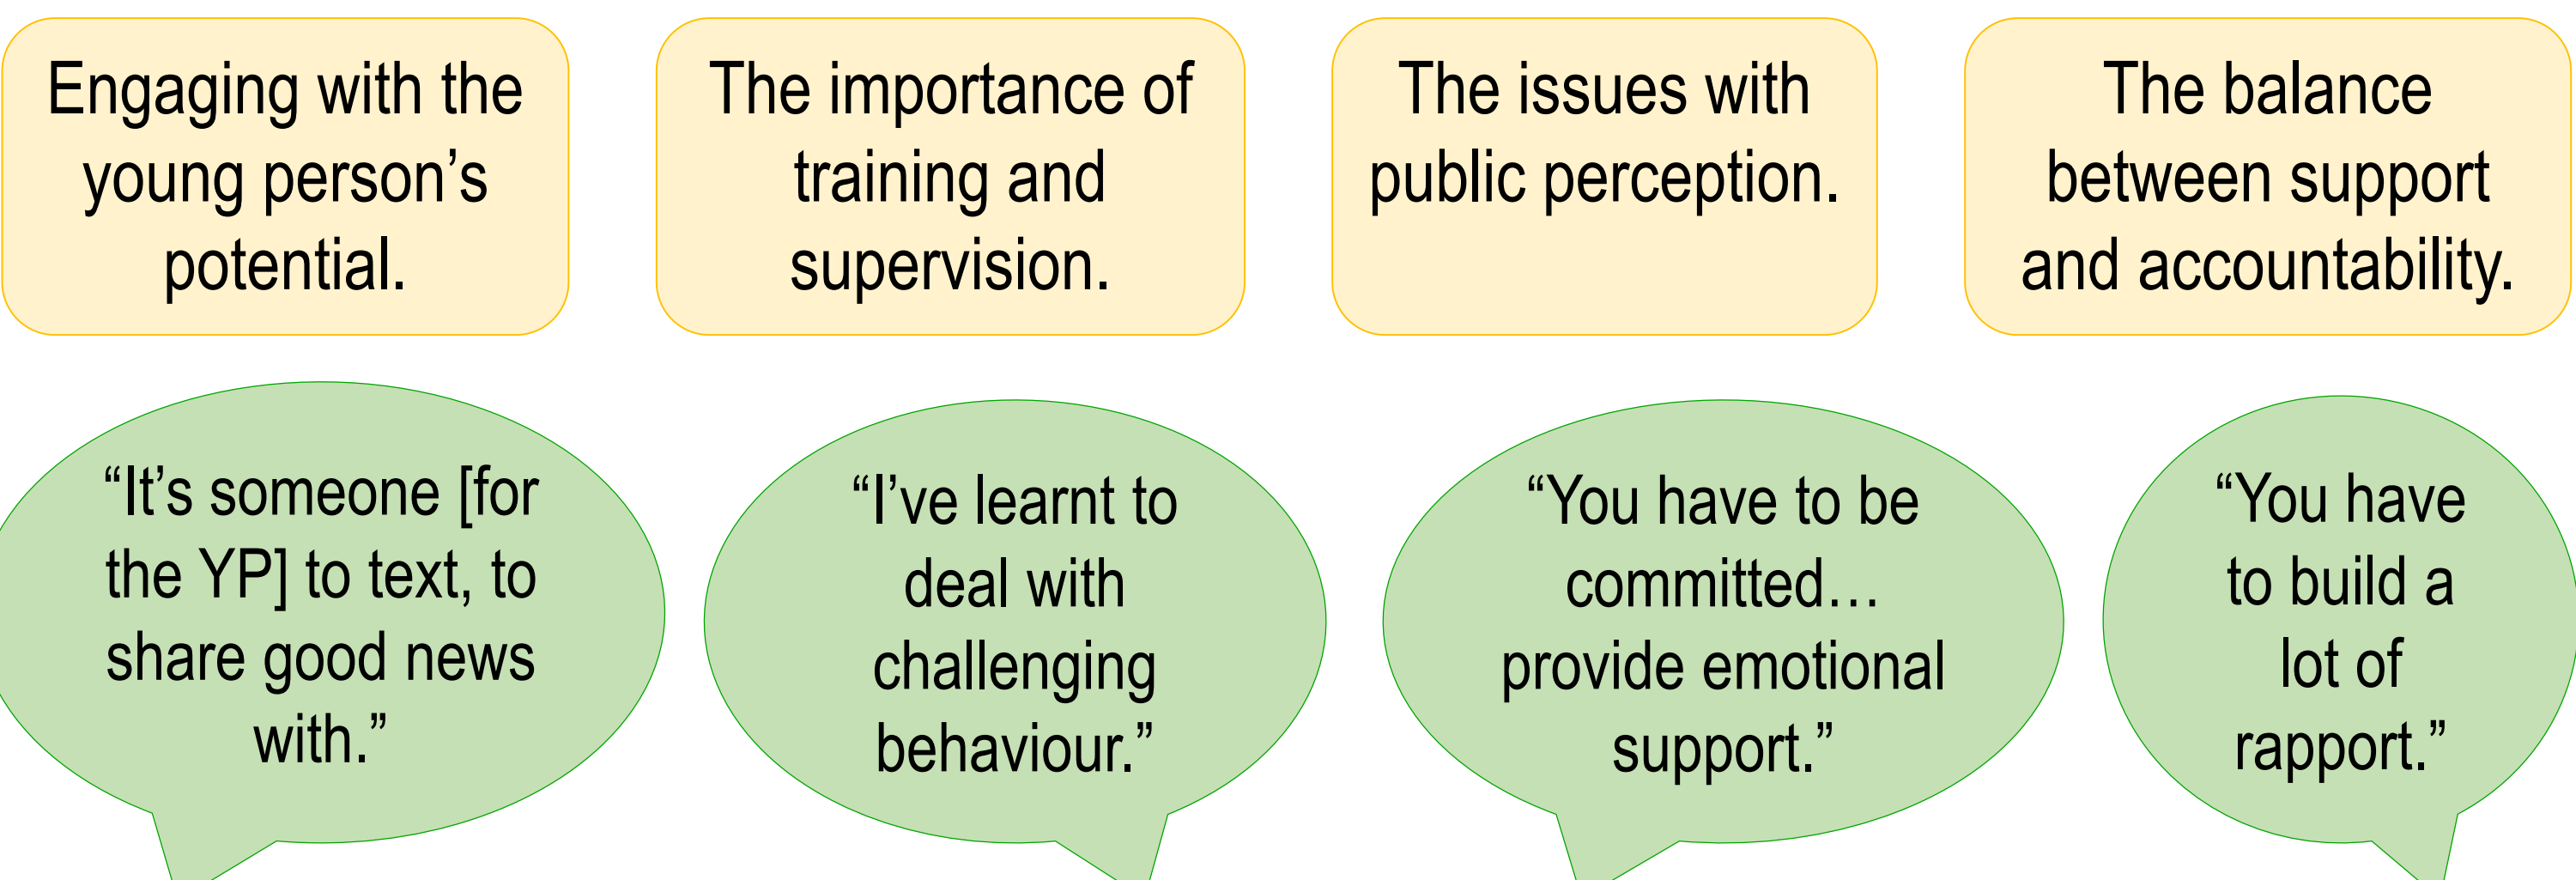 Engaging with the
young person’s
potential.
The importance of
training and
supervision.
The issues with
public perception.
The balance
between support
and accountability.
“It’s someone [for
the YP] to text, to
share good news
with.”
“I’ve learnt to
deal with
challenging
behaviour.”
“You have to be
committed…
provide emotional
support.”
“You have
to build a
lot of
rapport.”